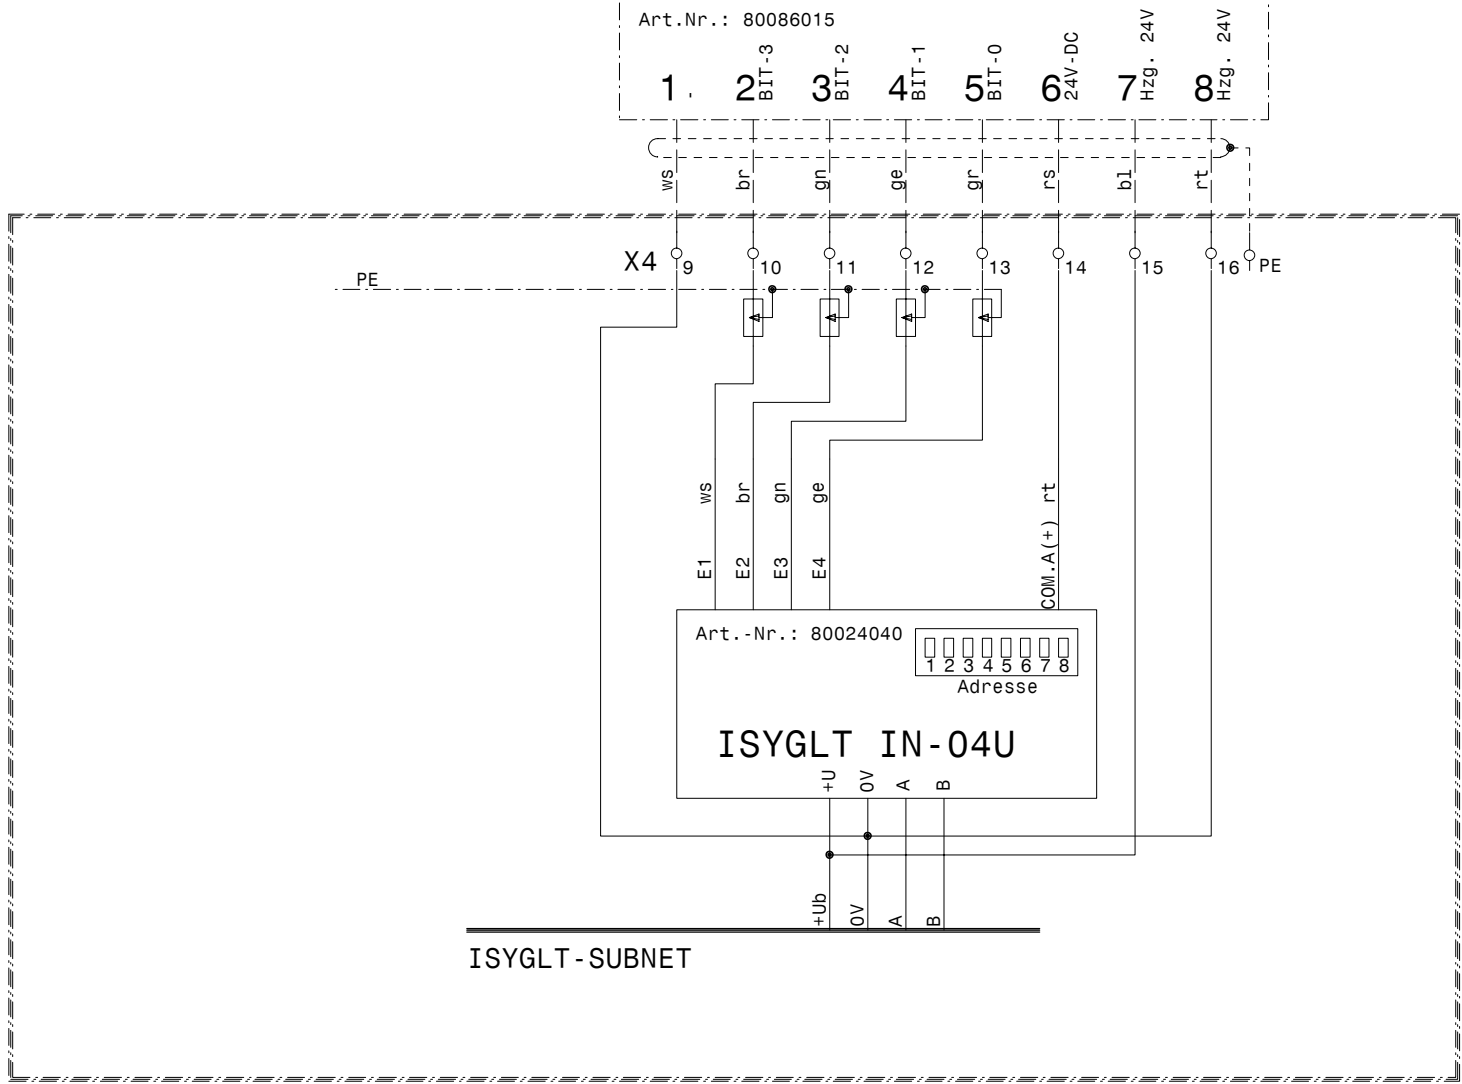 Art.Nr.: 80086015
1 -
2 BIT-3
3 BIT-2
4 BIT-1
5 BIT-0
6 24V-DC
7 Hzg. 24V
8 Hzg. 24V
ws br gn ge gr rs bl rt
X4 9 10 11 12 13 14 15 16 PE
PE
ws br gn ge COM.A(+) rt
E1 E2 E3 E4
Art.-Nr.: 80024040
1 2 3 4 5 6 7 8
Adresse
ISYGLT IN-04U
+U 0V A B
+Ub 0V A B
ISYGLT-SUBNET